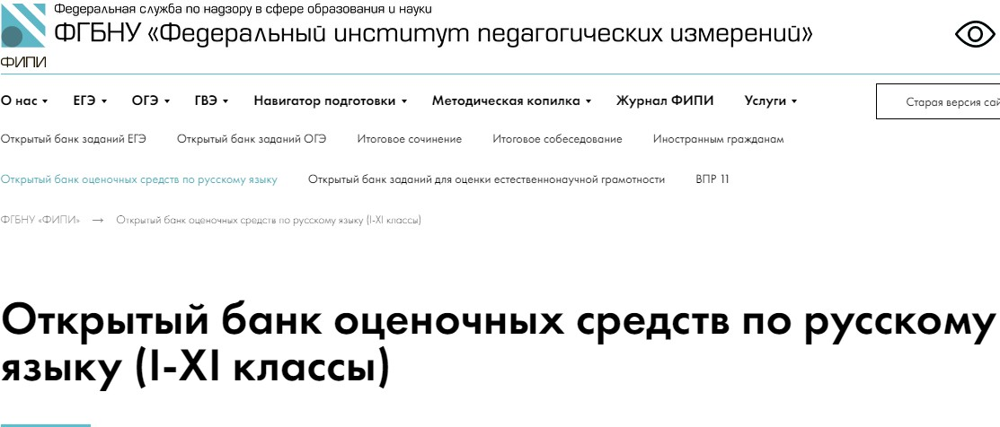 Федеральная служба по надзору в сфере образования и науки
ФГБНУ «Федеральный институт педагогических измерений»
ФИПИ
О нас ЕГЭ ОГЭ ГВЭ Навигатор подготовки Методическая копилка Журнал ФИПИ Услуги Старая версия сай
Открытый банк заданий ЕГЭ Открытый банк заданий ОГЭ Итоговое сочинение Итоговое собеседование Иностранным гражданам
Открытый банк оценочных средств по русскому языку Открытый банк заданий для оценки естественнонаучной грамотности ВПР 11
ФГБНУ «ФИПИ» → Открытый банк оценочных средств по русскому языку (I-XI классы)
Открытый банк оценочных средств по русскому
языку (I-XI классы)